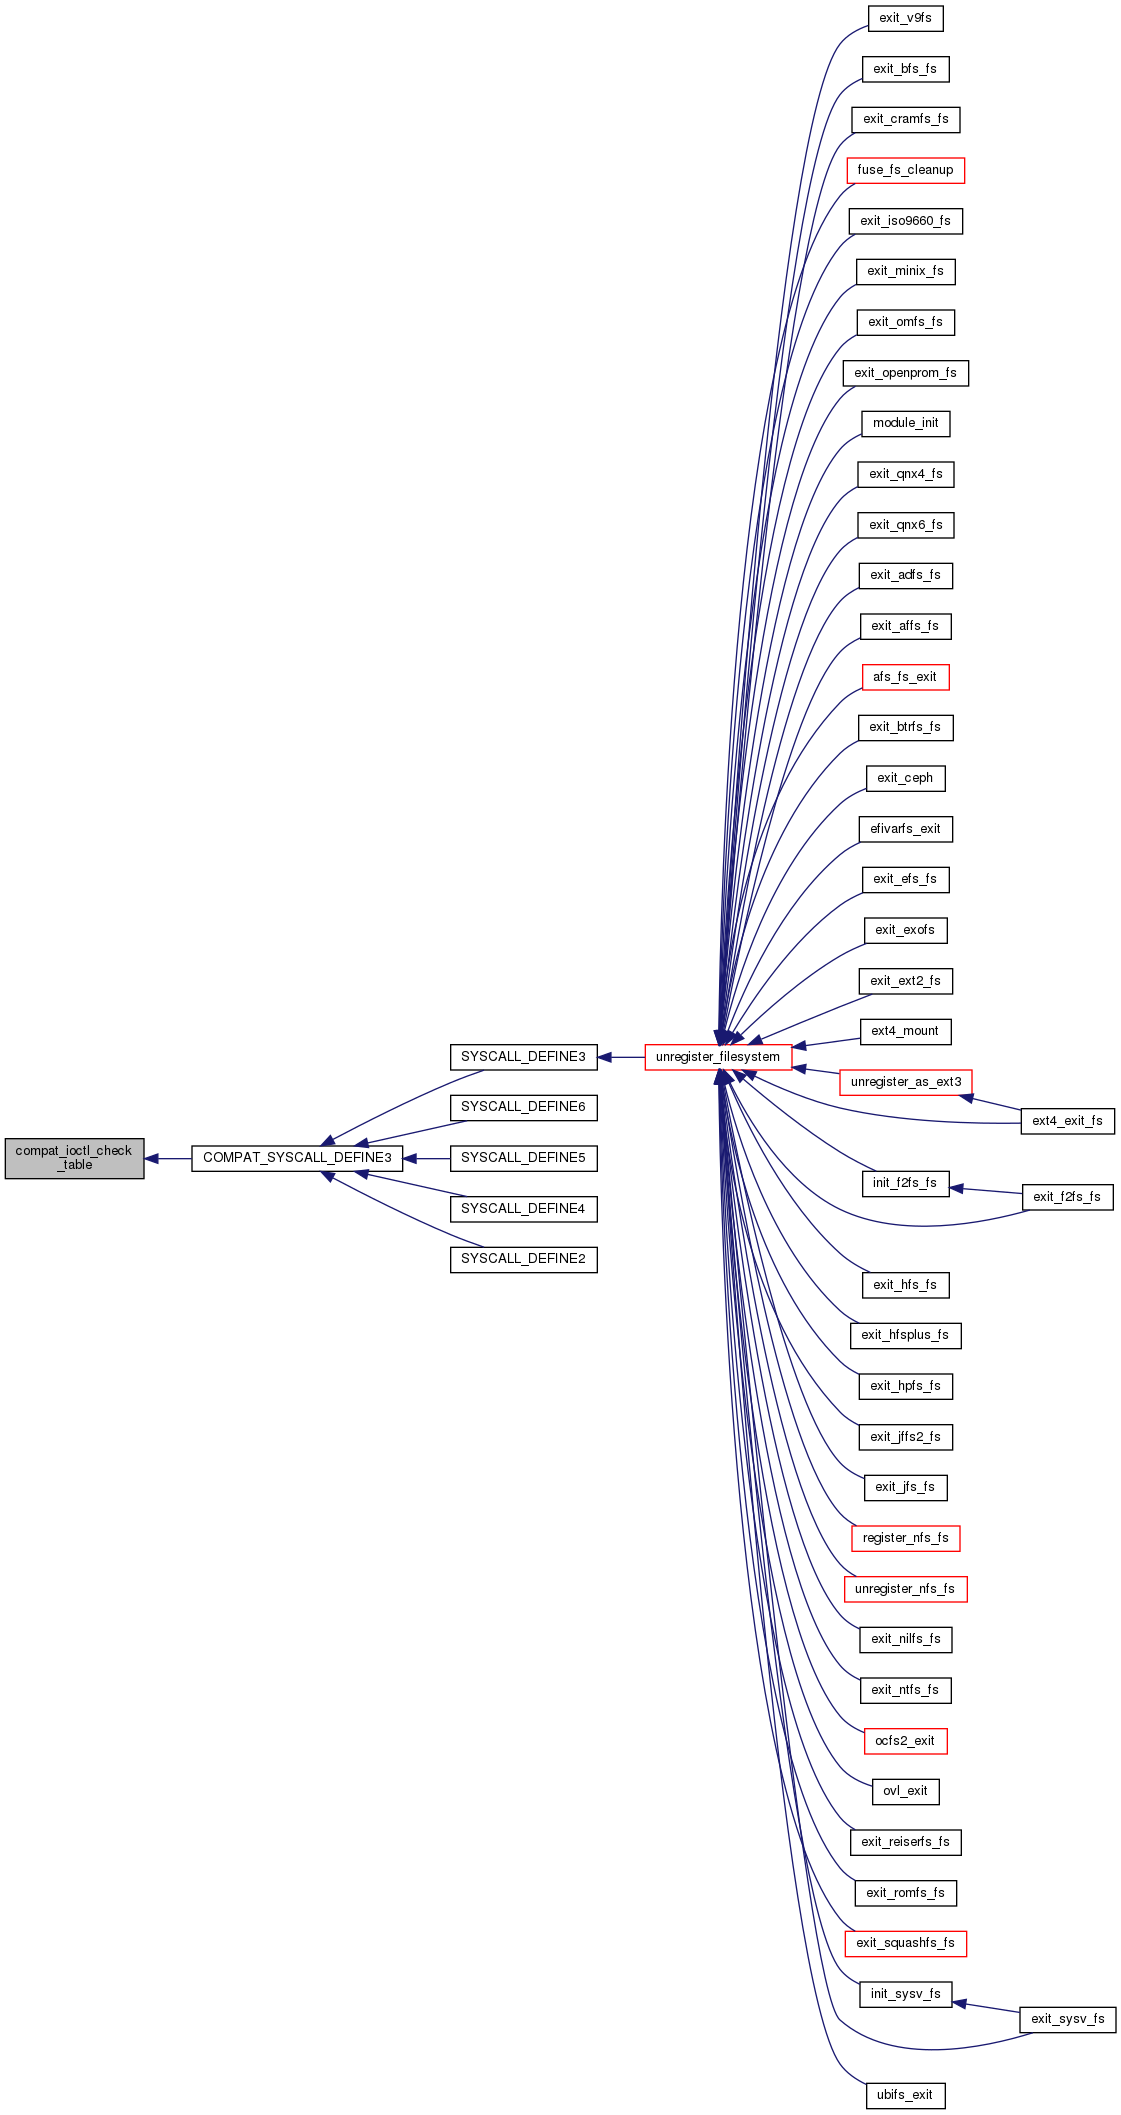 exit_v9fs
exit_bfs_fs
exit_cramfs_fs
fuse_fs_cleanup
exit_iso9660_fs
exit_minix_fs
exit_omfs_fs
exit_openprom_fs
module_init
exit_qnx4_fs
exit_qnx6_fs
exit_adfs_fs
exit_affs_fs
afs_fs_exit
exit_btrfs_fs
exit_ceph
efivarfs_exit
exit_efs_fs
exit_exofs
exit_ext2_fs
ext4_mount
SYSCALL_DEFINE3
unregister_filesystem
unregister_as_ext3
SYSCALL_DEFINE6
ext4_exit_fs
compat_ioctl_check
_table
COMPAT_SYSCALL_DEFINE3
SYSCALL_DEFINE5
init_f2fs_fs
exit_f2fs_fs
SYSCALL_DEFINE4
SYSCALL_DEFINE2
exit_hfs_fs
exit_hfsplus_fs
exit_hpfs_fs
exit_jffs2_fs
exit_jfs_fs
register_nfs_fs
unregister_nfs_fs
exit_nilfs_fs
exit_ntfs_fs
ocfs2_exit
ovl_exit
exit_reiserfs_fs
exit_romfs_fs
exit_squashfs_fs
init_sysv_fs
exit_sysv_fs
ubifs_exit